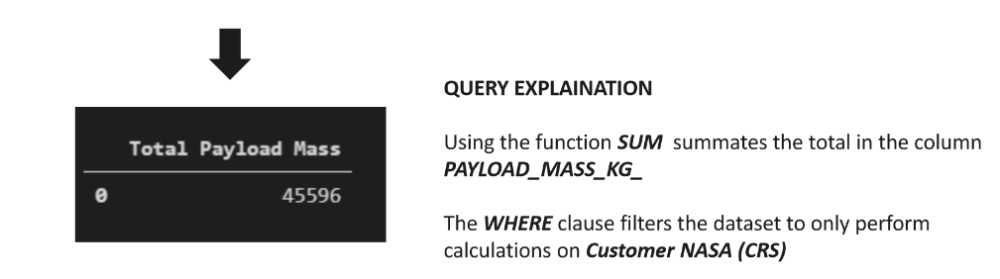 Total Payload Mass
0 45596
QUERY EXPLAINATION
Using the function SUM summates the total in the column
PAYLOAD_MASS_KG_
The WHERE clause filters the dataset to only perform
calculations on Customer NASA (CRS)